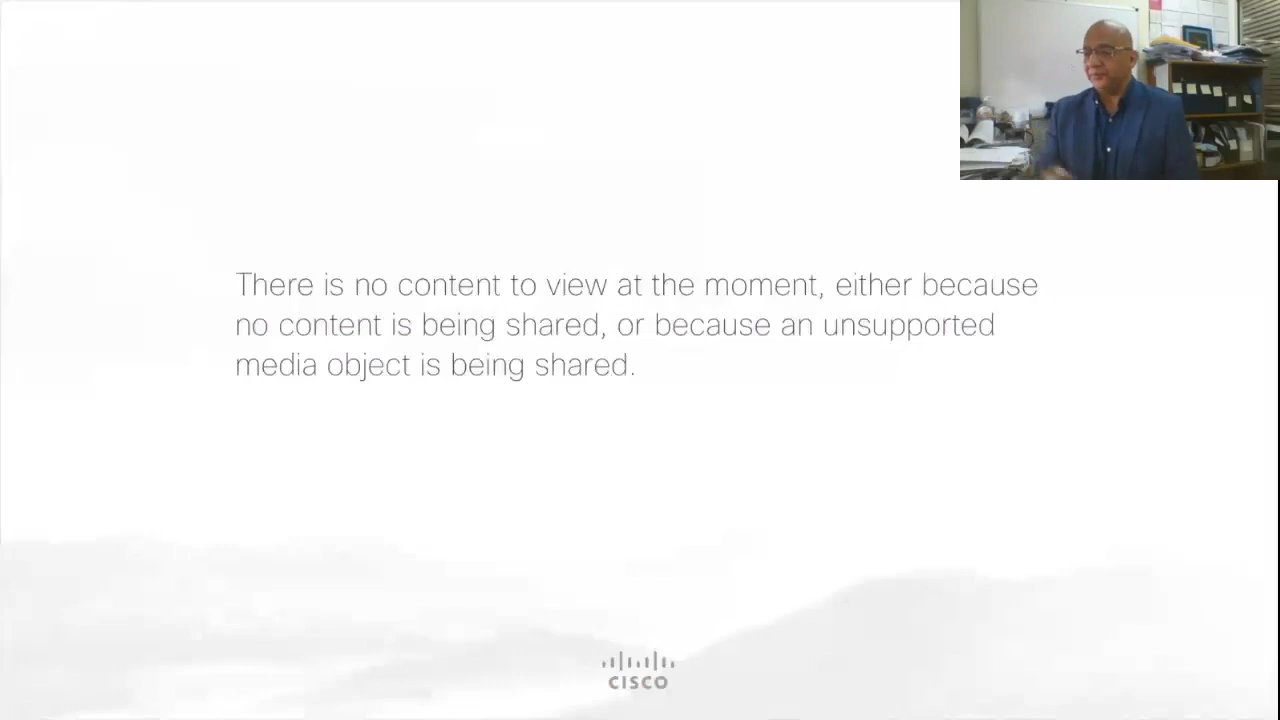 There is no content to view at the moment, either because
no content is being shared, or because an unsupported
media object is being shared.
CISCO